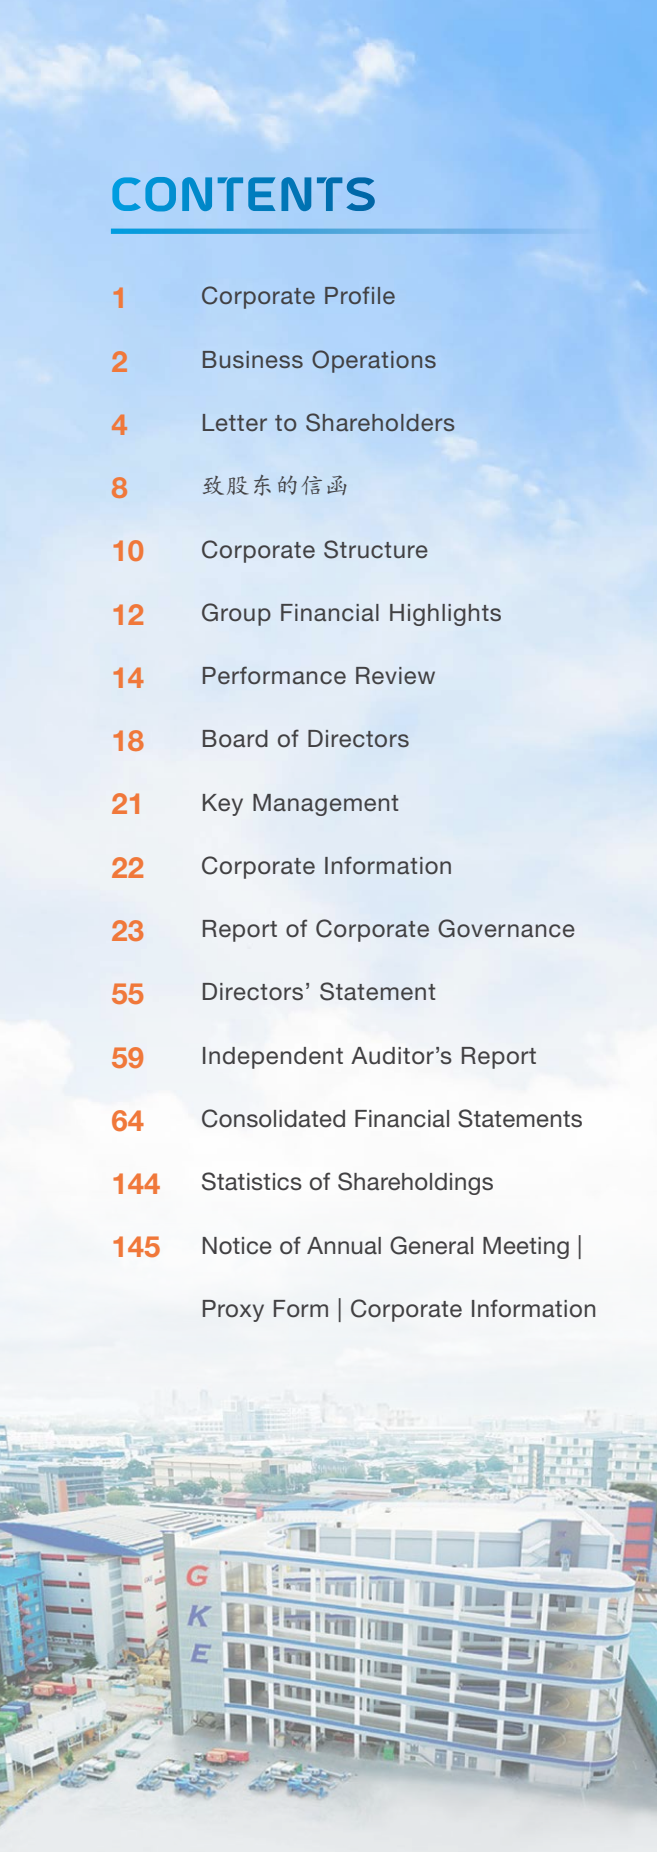 CONTENTS
1 Corporate Profile
2 Business Operations
4 Letter to Shareholders
8 致股东的信函
10 Corporate Structure
12 Group Financial Highlights
14 Performance Review
18 Board of Directors
21 Key Management
22 Corporate Information
23 Report of Corporate Governance
55 Directors’ Statement
59 Independent Auditor’s Report
64 Consolidated Financial Statements
144 Statistics of Shareholdings
145 Notice of Annual General Meeting |
Proxy Form | Corporate Information
G
K
E